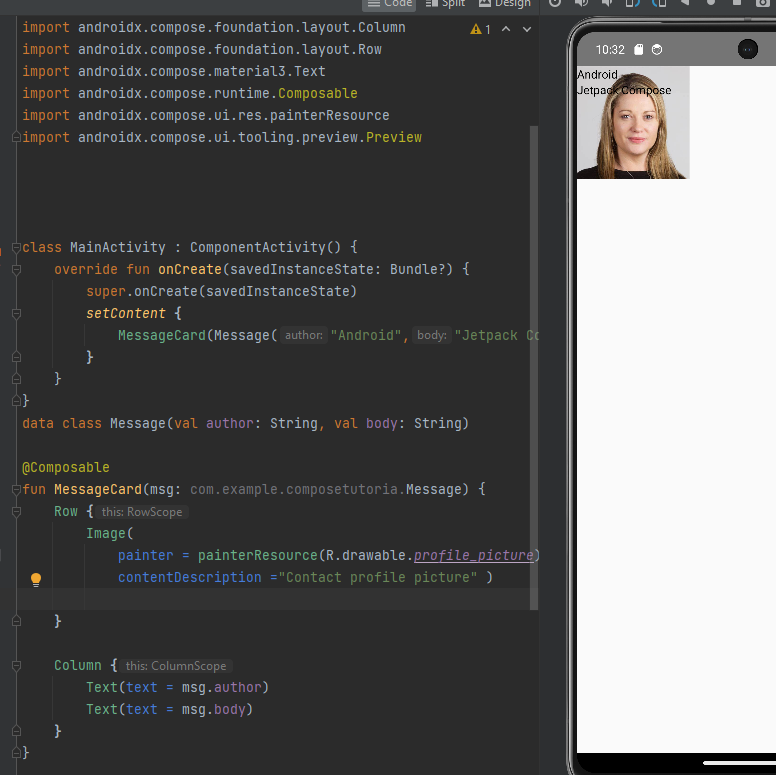 Code Split Design
import androidx.compose.foundation.layout.Column
1
import androidx.compose.foundation.layout.Row
import androidx.compose.material3.Text
import androidx.compose.runtime.Composable
import androidx.compose.ui.res.painterResource
import androidx.compose.ui.tooling.preview.Preview
class MainActivity : ComponentActivity() {
override fun onCreate(savedInstanceState: Bundle?) {
super.onCreate(savedInstanceState)
setContent {
MessageCard(Message( author: "Android", body: "Jetpack Co
}
}
}
data class Message(val author: String, val body: String)
@Composable
fun MessageCard(msg: com.example.composetutoria.Message) {
Row { this: RowScope
Image(
painter = painterResource(R.drawable.profile_picture)
contentDescription ="Contact profile picture" )
}
Column { this: ColumnScope
Text(text = msg.author)
Text(text = msg.body)
}
}
10:32
Android
Jetpack Compose